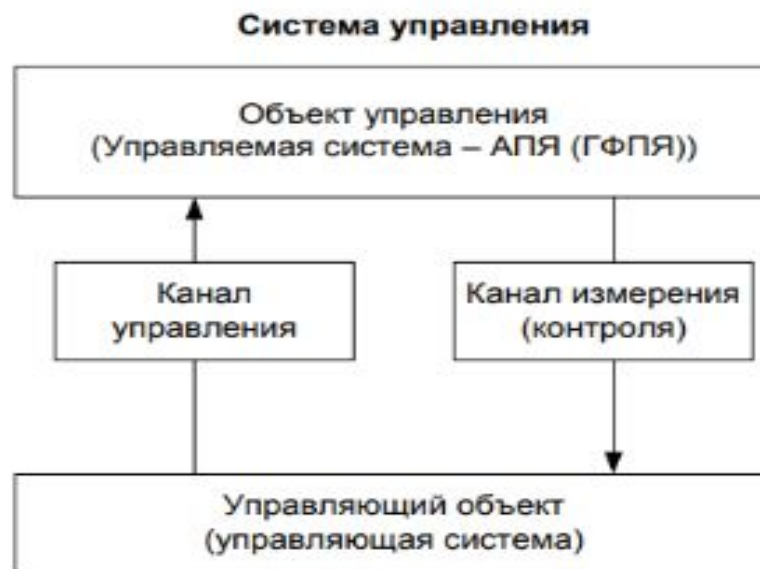 Система управления
Объект управления
(Управляемая система – АПЯ (ГФПЯ))
Канал
управления
Канал измерения
(контроля)
Управляющий объект
(управляющая система)